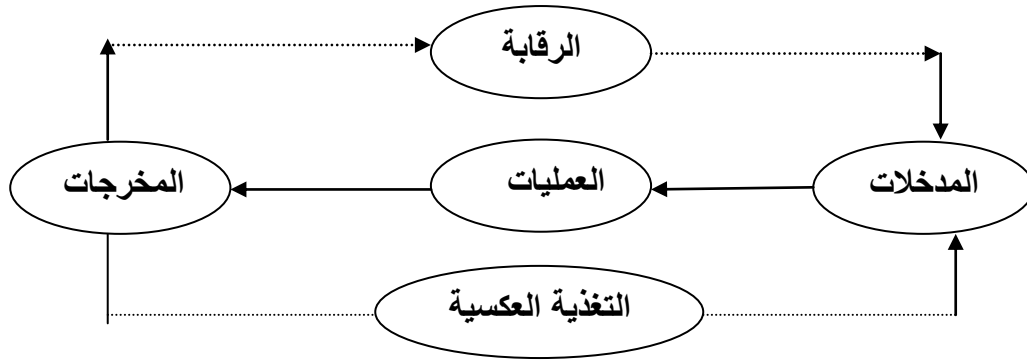 الرقابة
المدخلات
العمليات
المخرجات
التغذية العكسية